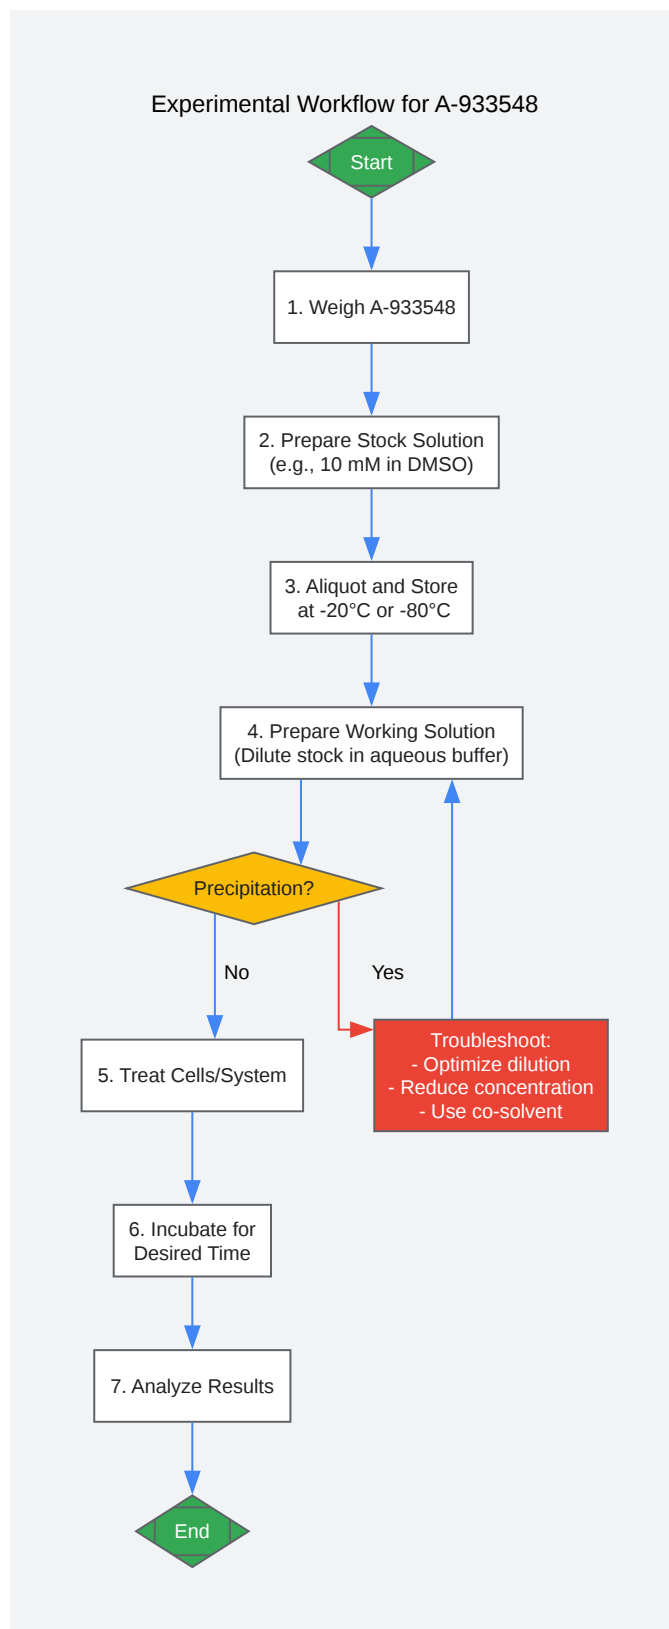 Experimental Workflow for A-933548
Start
1. Weigh A-933548
2. Prepare Stock Solution
(e.g., 10 mM in DMSO)
3. Aliquot and Store
at -20°C or -80°C
4. Prepare Working Solution
(Dilute stock in aqueous buffer)
Precipitation?
No
Yes
Troubleshoot:
- Optimize dilution
- Reduce concentration
- Use co-solvent
5. Treat Cells/System
6. Incubate for
Desired Time
7. Analyze Results
End